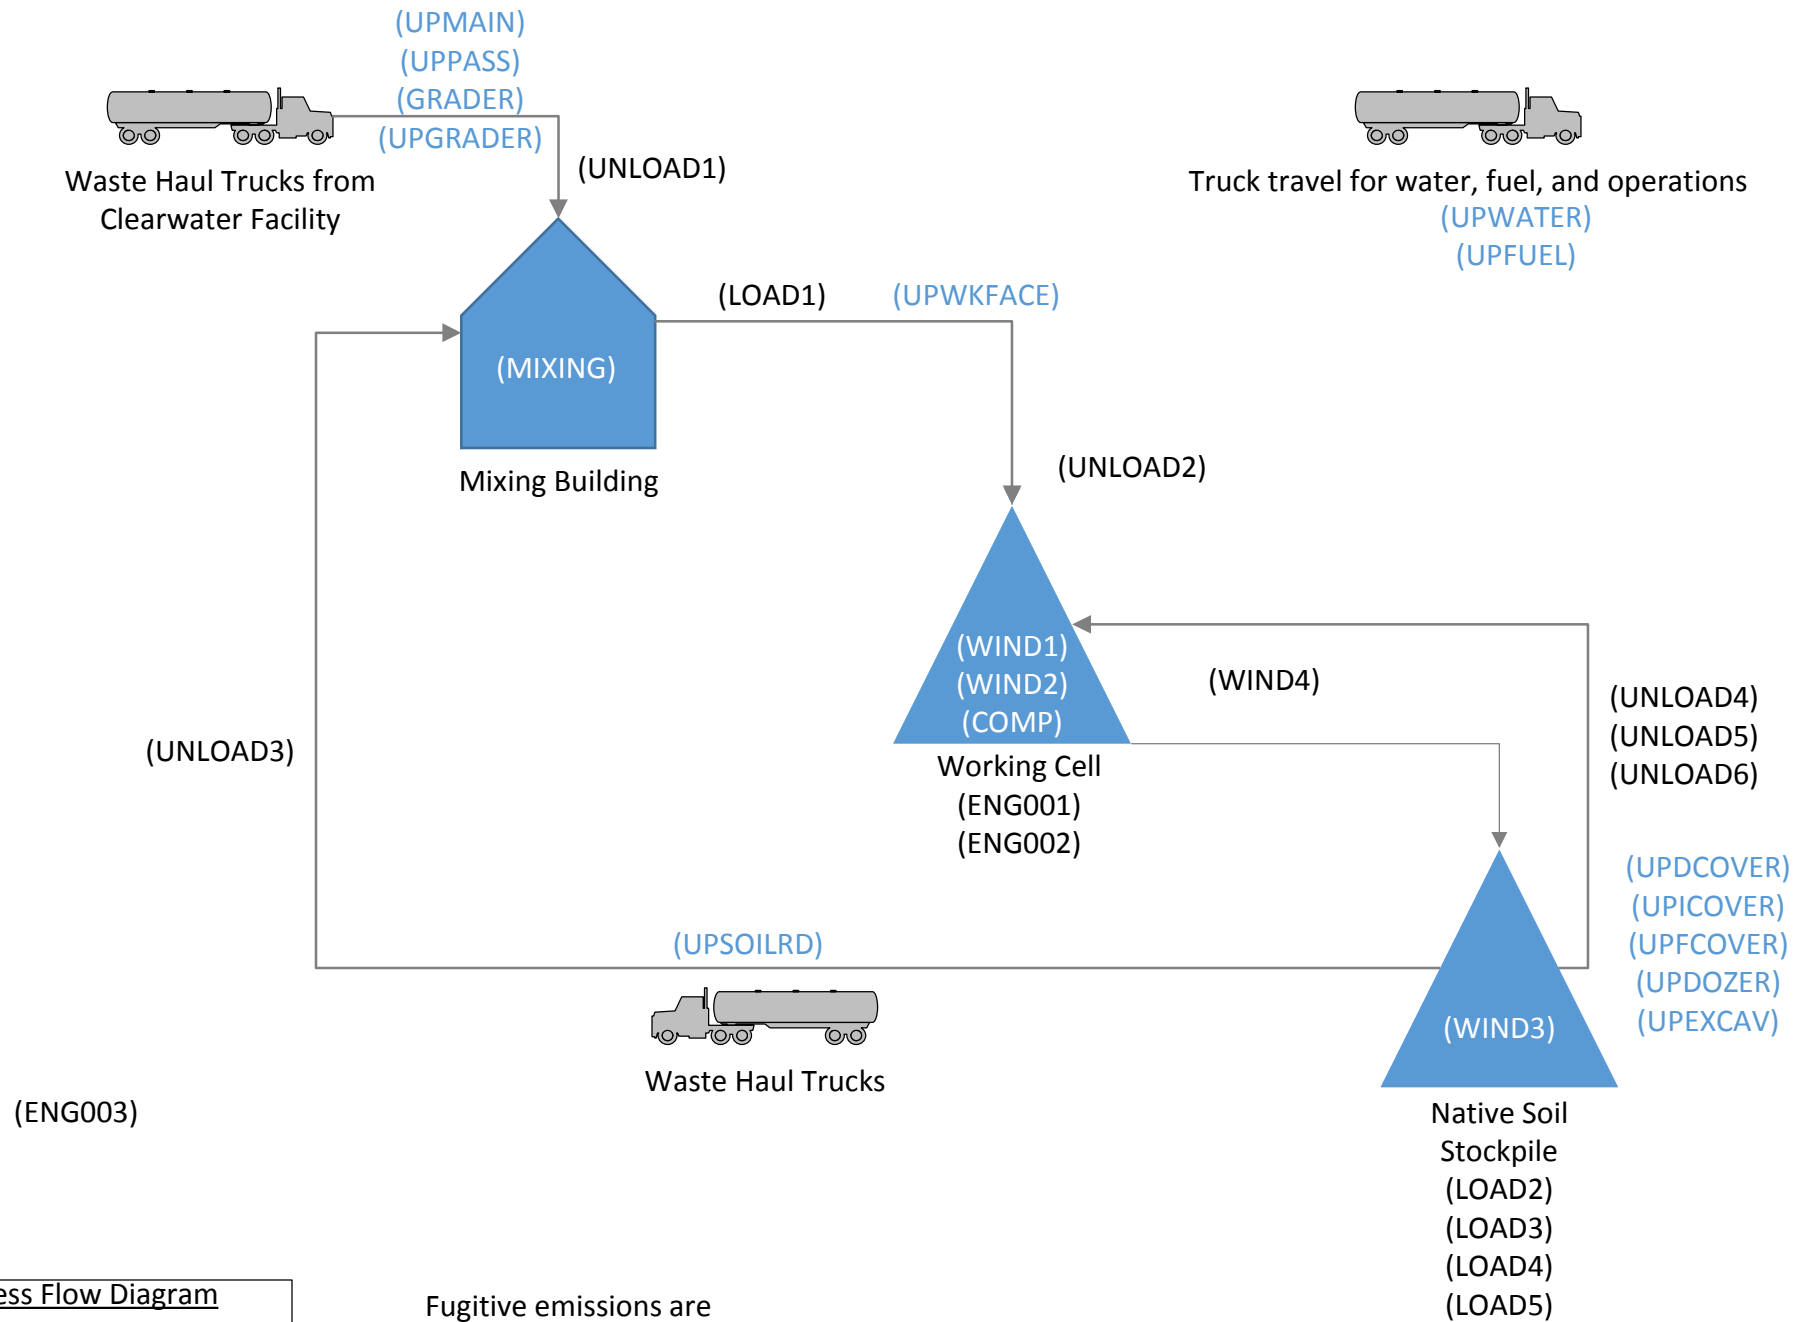 (UPMAIN)
(UPPASS)
(GRADER)
(UPGRADER)
(UNLOAD1)
Waste Haul Trucks from
Clearwater Facility
Truck travel for water, fuel, and operations
(UPWATER)
(UPFUEL)
(LOAD1)
(UPWKFACE)
(MIXING)
Mixing Building
(UNLOAD2)
(WIND1)
(WIND2)
(COMP)
Working Cell
(ENG001)
(ENG002)
(WIND4)
(UNLOAD4)
(UNLOAD5)
(UNLOAD6)
(UNLOAD3)
(UPDCOVER)
(UPICOVER)
(UPFCOVER)
(UPDOZER)
(UPEXCAV)
(UPSOILRD)
Waste Haul Trucks
(WIND3)
Native Soil
Stockpile
(LOAD2)
(LOAD3)
(LOAD4)
(LOAD5)
(ENG003)
ess Flow Diagram
Fugitive emissions are